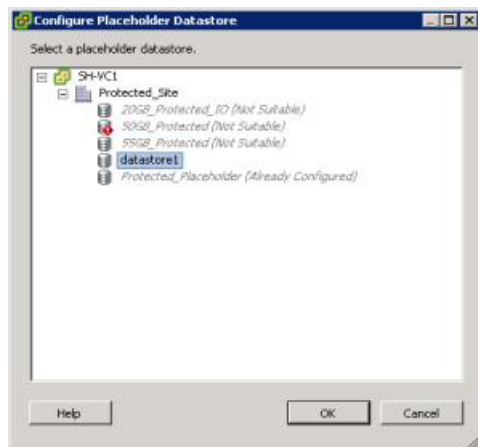 Configure Placeholder Datastore
Select a placeholder datastore.
SH-VC1
Protected_Site
20GB_Protected_IO (Not Suitable)
50GB_Protected (Not Suitable)
55GB_Protected (Not Suitable)
datastore1
Protected_Placeholder (Already Configured)
Help OK Cancel